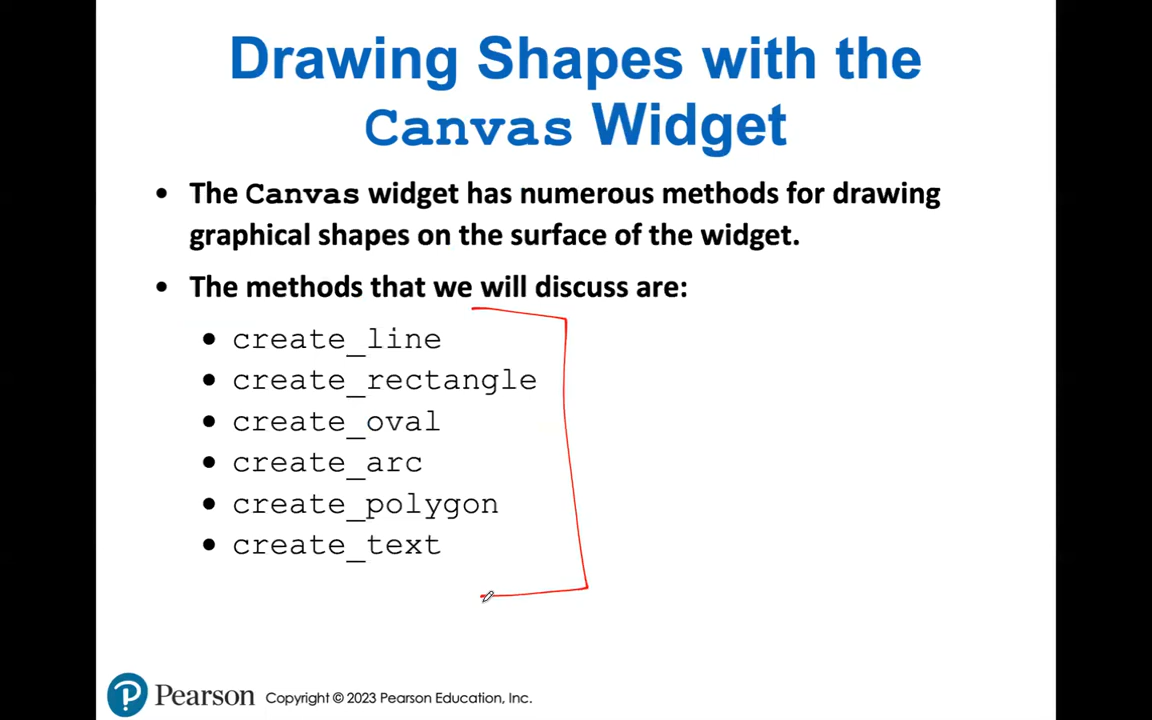 Drawing Shapes with the
Canvas Widget
• The Canvas widget has numerous methods for drawing
graphical shapes on the surface of the widget.
• The methods that we will discuss are:
• create_line
• create_rectangle
• create_oval
• create_arc
• create_polygon
• create_text
P Pearson Copyright © 2023 Pearson Education, Inc.